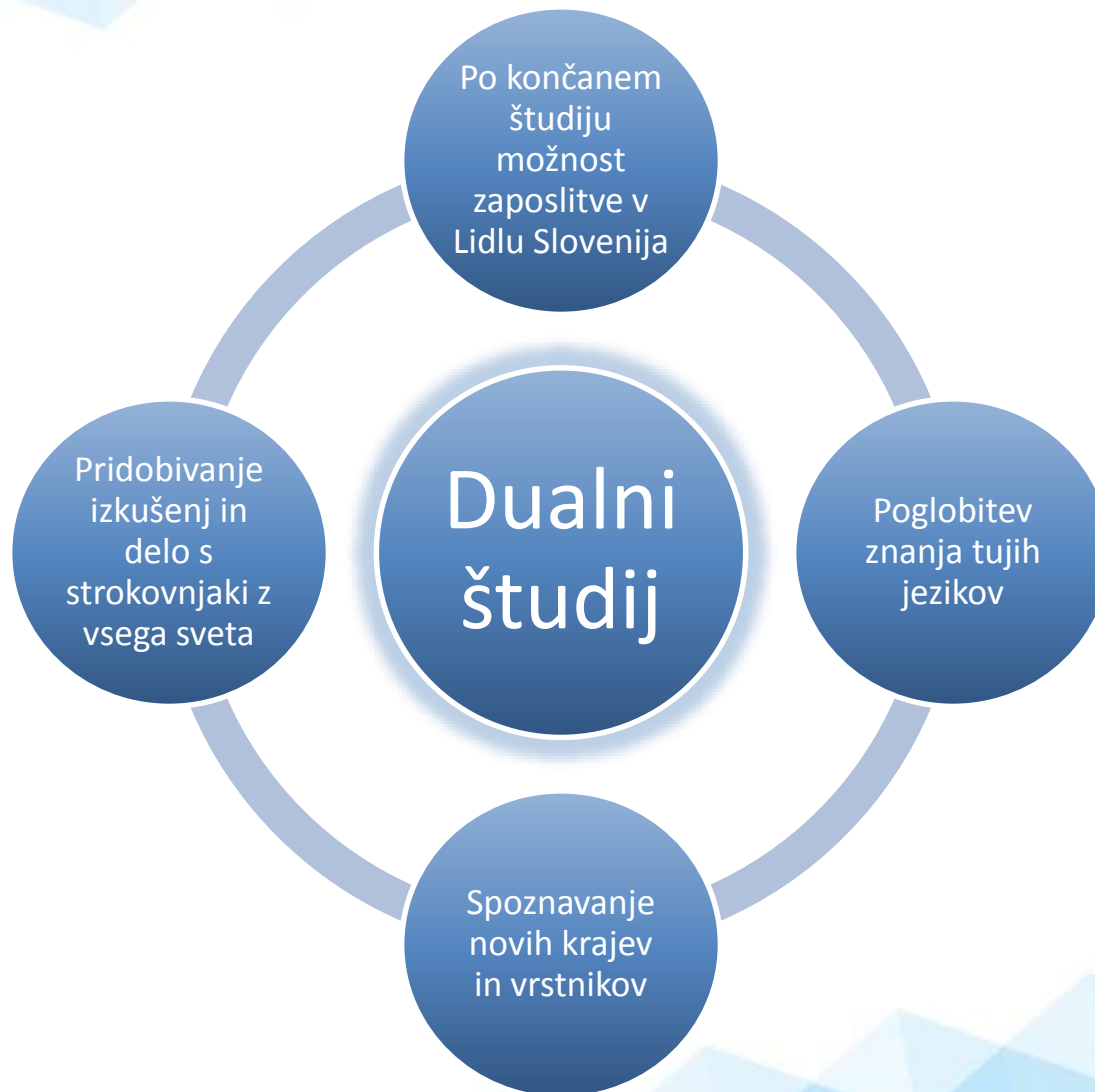 Po končanem
študiju
možnost
zaposlitve v
Lidlu Slovenija
Pridobivanje
izkušenj in
delo s
strokovnjaki z
vsega sveta
Dualni
študij
Poglobitev
znanja tujih
jezikov
Spoznavanje
novih krajev
in vrstnikov